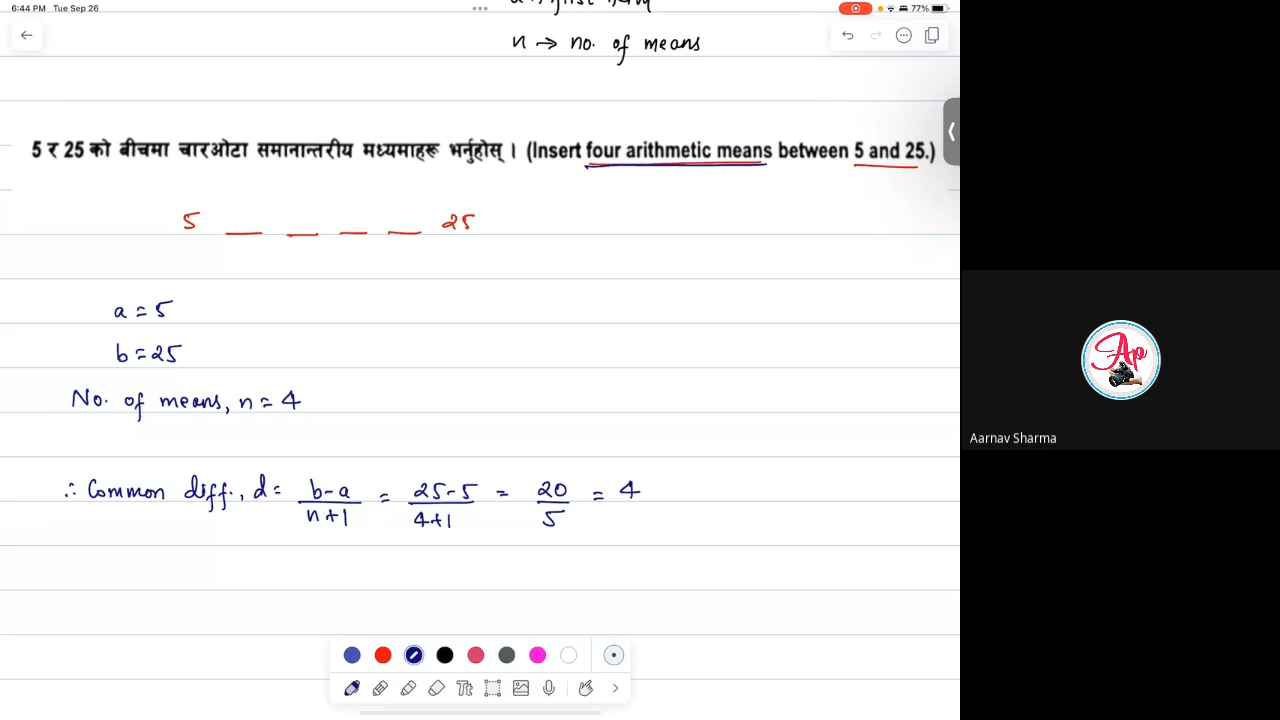 6:44 PM Tue Sep 26
77%
n → no. of means
5 र 25 को बीचमा चारओटा समानान्तरीय मध्यमाहरू भर्नुहोस् । (Insert four arithmetic means between 5 and 25.)
5 __ __ __ __ 25
a = 5
b = 25
No. of means, n = 4
∴ Common diff., d = b-a/n+1 = 25-5/4+1 = 20/5 = 4
Tt
Ap
Aarnav Sharma